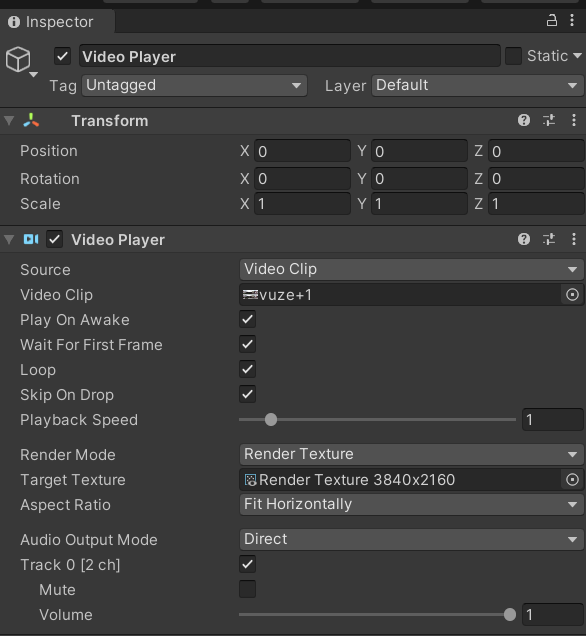 Inspector
Video Player Static
Tag Untagged Layer Default
Transform
Position X 0 Y 0 Z 0
Rotation X 0 Y 0 Z 0
Scale X 1 Y 1 Z 1
Video Player
Source Video Clip
Video Clip vuze+1
Play On Awake
Wait For First Frame
Loop
Skip On Drop
Playback Speed 1
Render Mode Render Texture
Target Texture Render Texture 3840x2160
Aspect Ratio Fit Horizontally
Audio Output Mode Direct
Track 0 [2 ch]
Mute
Volume 1